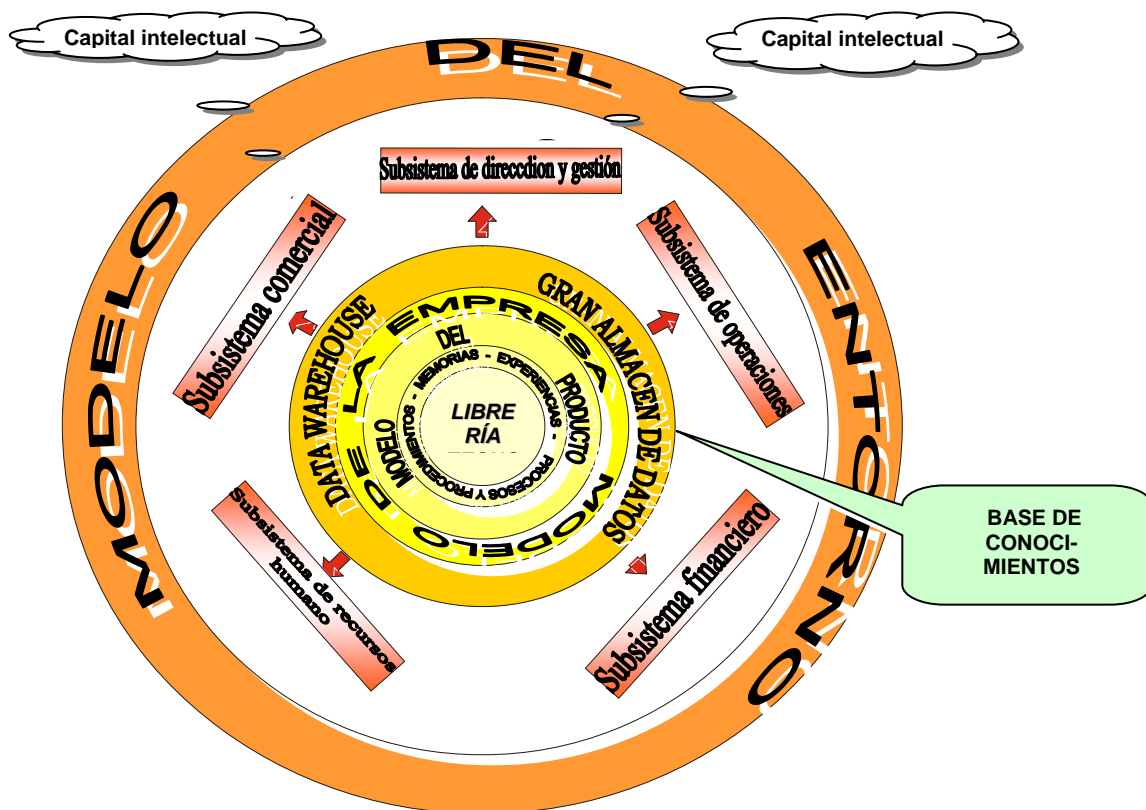 Capital intelectual
Capital intelectual
MODELO DEL ENTORNO
Subsistema de direccdion y gestión
Subsistema comercial
Subsistema de operaciones
DATA WAREHOUSE
GRAN ALMACEN DE DATOS
MODELO DE LA EMPRESA
MODELO DEL PRODUCTO
MEMORIAS - EXPERIENCIAS -
PROCESOS Y PROCEDIMIENTOS -
LIBRE
RÍA
Subsistema de recursos
humano
Subsistema financiero
BASE DE
CONOCI-
MIENTOS